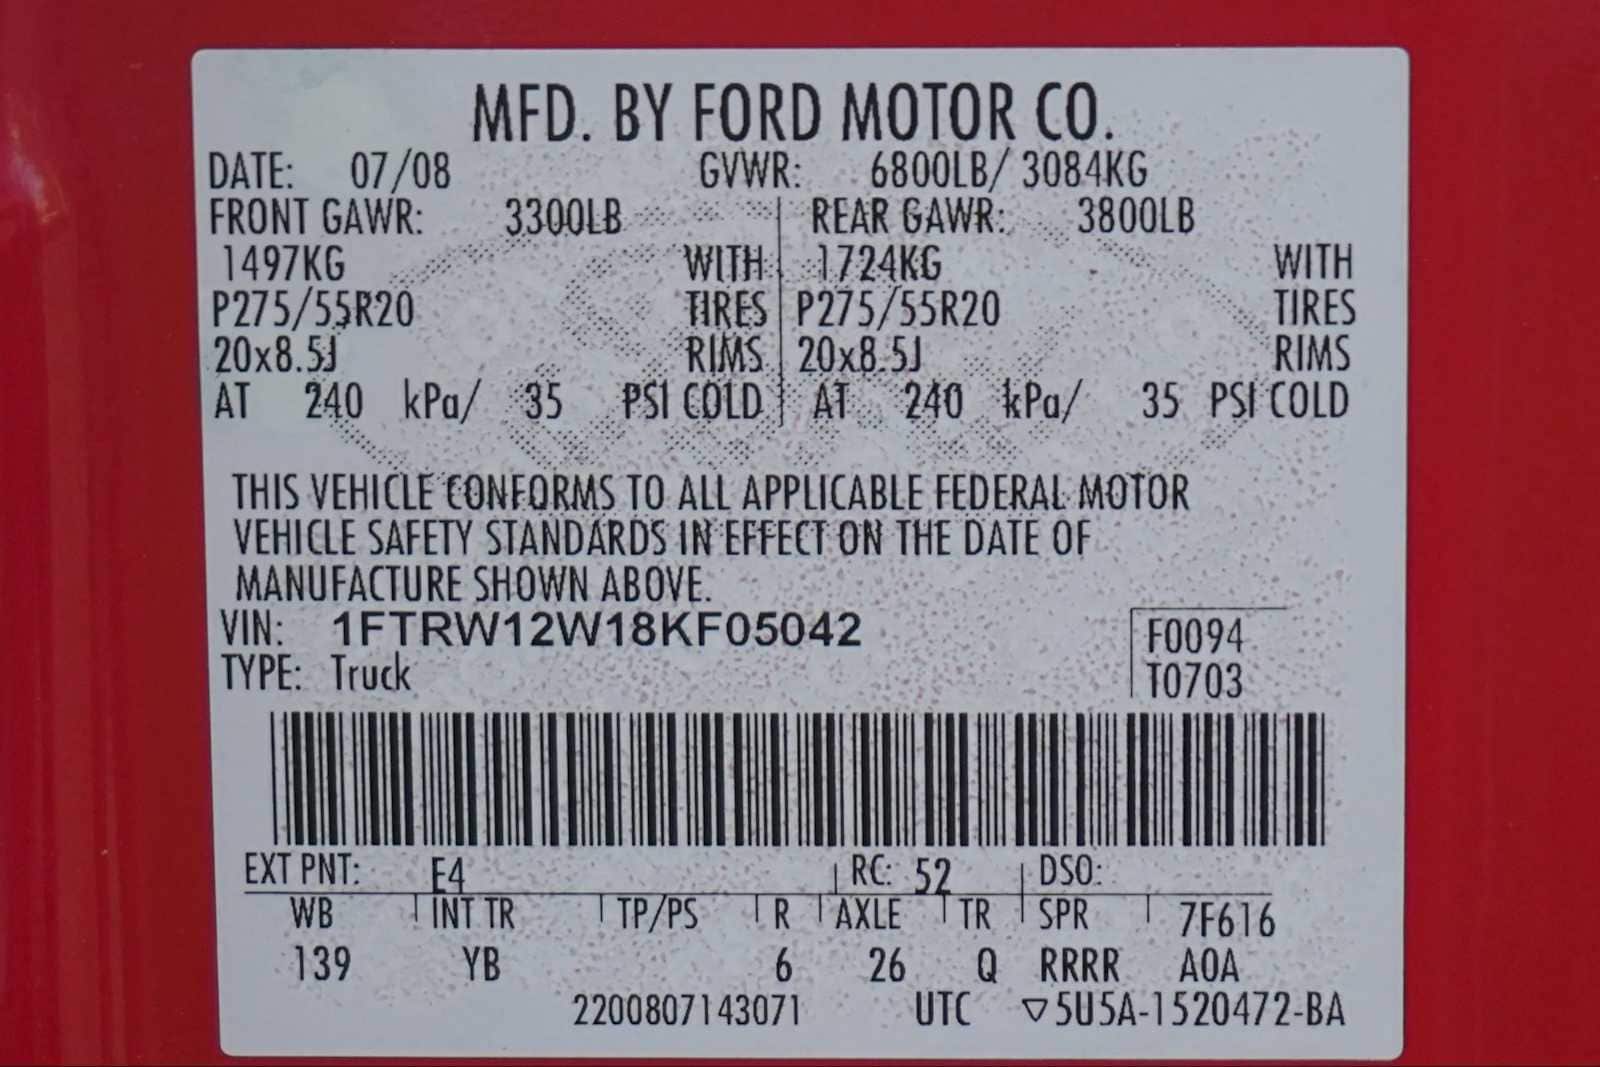 MFD. BY FORD MOTOR CO.
DATE: 07/08 GVWR: 6800LB/ 3084KG
FRONT GAWR: 3300LB REAR GAWR: 3800LB
1497KG WITH 1724KG WITH
P275/55R20 TIRES P275/55R20 TIRES
20x8.5J RIMS 20x8.5J RIMS
AT 240 kPa/ 35 PSI COLD AT 240 kPa/ 35 PSI COLD
THIS VEHICLE CONFORMS TO ALL APPLICABLE FEDERAL MOTOR
VEHICLE SAFETY STANDARDS IN EFFECT ON THE DATE OF
MANUFACTURE SHOWN ABOVE.
VIN: 1FTRW12W18KF05042 F0094
TYPE: Truck T0703
EXT PNT: E4 RC: 52 DSO:
WB INT TR TP/PS R AXLE TR SPR 7F616
139 YB 6 26 Q RRRR A0A
2200807143071 UTC ▽5U5A-1520472-BA